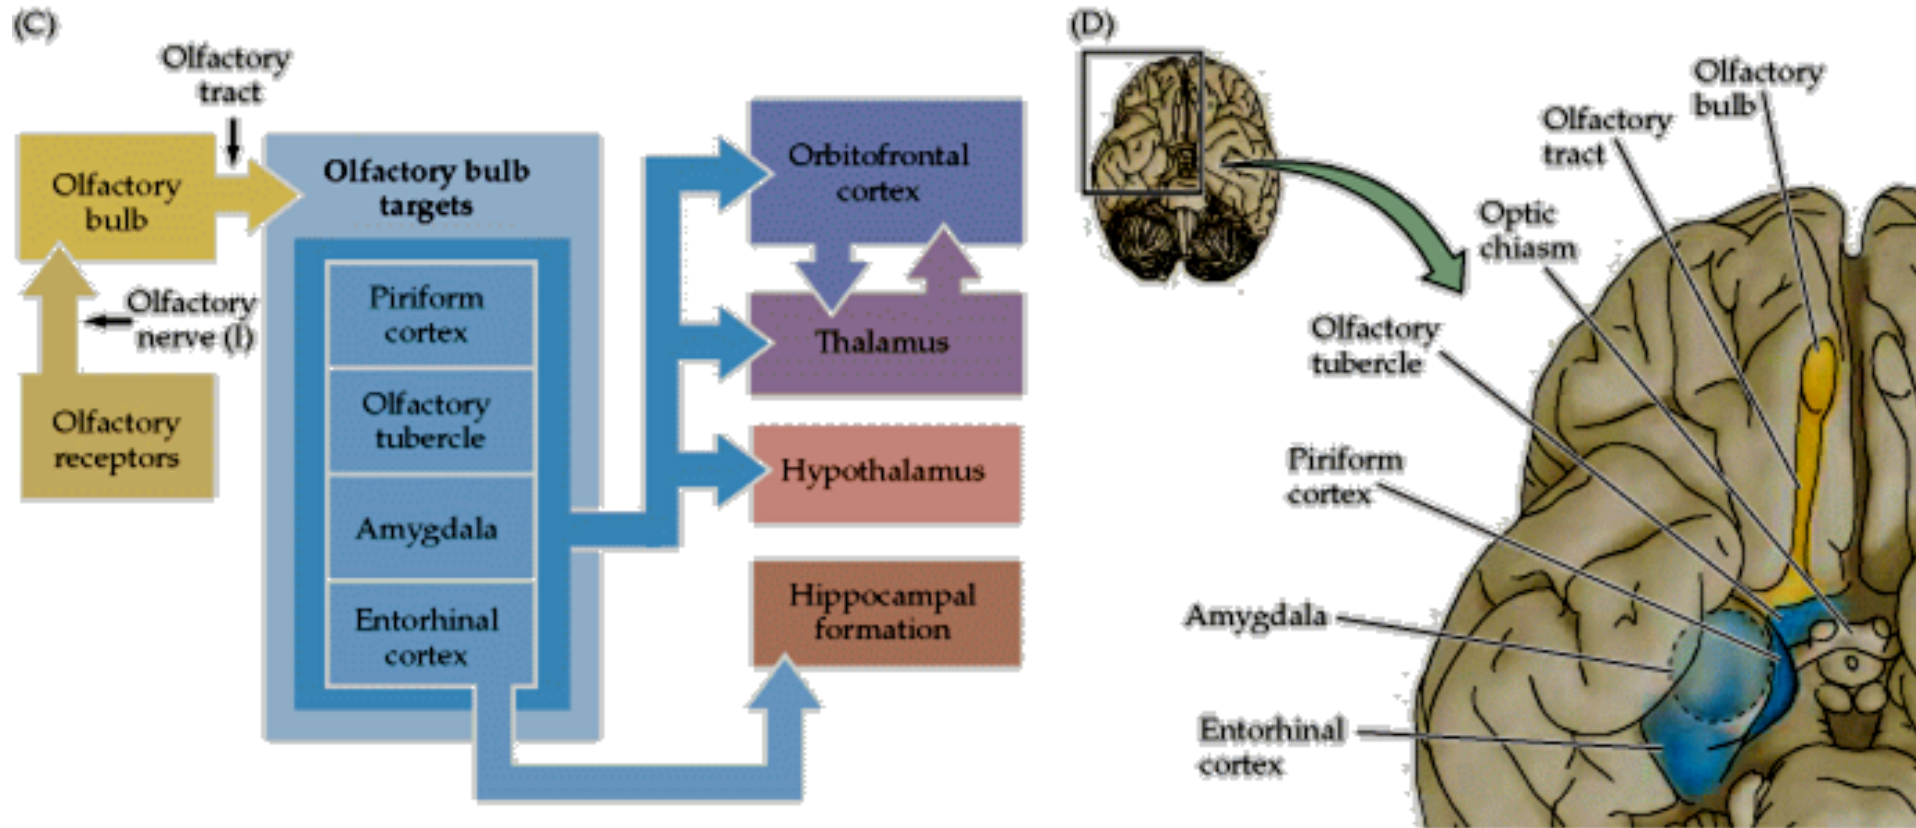 (C)
Olfactory
tract
Olfactory
bulb
Olfactory
nerve (I)
Olfactory
receptors
Olfactory bulb
targets
Piriform
cortex
Olfactory
tubercle
Amygdala
Entorhinal
cortex
Orbitofrontal
cortex
Thalamus
Hypothalamus
Hippocampal
formation
(D)
Olfactory
bulb
Olfactory
tract
Optic
chiasm
Olfactory
tubercle
Piriform
cortex
Amygdala
Entorhinal
cortex